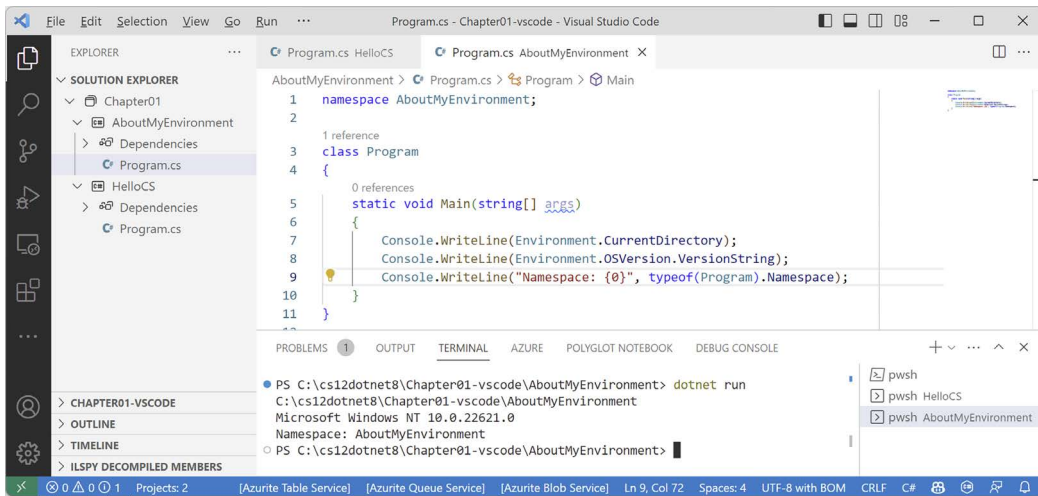 File Edit Selection View Go Run ··· Program.cs - Chapter01-vscode - Visual Studio Code
EXPLORER ···
SOLUTION EXPLORER
Chapter01
AboutMyEnvironment
Dependencies
C# Program.cs
HelloCS
Dependencies
C# Program.cs
CHAPTER01-VSCODE
OUTLINE
TIMELINE
ILSPY DECOMPILED MEMBERS
C# Program.cs HelloCS C# Program.cs AboutMyEnvironment ···
AboutMyEnvironment > C# Program.cs > Program > Main
1 namespace AboutMyEnvironment;
2
1 reference
3 class Program
4 {
0 references
5 static void Main(string[] args)
6 {
7 Console.WriteLine(Environment.CurrentDirectory);
8 Console.WriteLine(Environment.OSVersion.VersionString);
9 Console.WriteLine("Namespace: {0}", typeof(Program).Namespace);
10 }
11 }
PROBLEMS 1 OUTPUT TERMINAL AZURE POLYGLOT NOTEBOOK DEBUG CONSOLE ···
PS C:\cs12dotnet8\Chapter01-vscode\AboutMyEnvironment> dotnet run
C:\cs12dotnet8\Chapter01-vscode\AboutMyEnvironment
Microsoft Windows NT 10.0.22621.0
Namespace: AboutMyEnvironment
PS C:\cs12dotnet8\Chapter01-vscode\AboutMyEnvironment>
pwsh
pwsh HelloCS
pwsh AboutMyEnvironment
0 0 1 Projects: 2 [Azurite Table Service] [Azurite Queue Service] [Azurite Blob Service] Ln 9, Col 72 Spaces: 4 UTF-8 with BOM CRLF C#